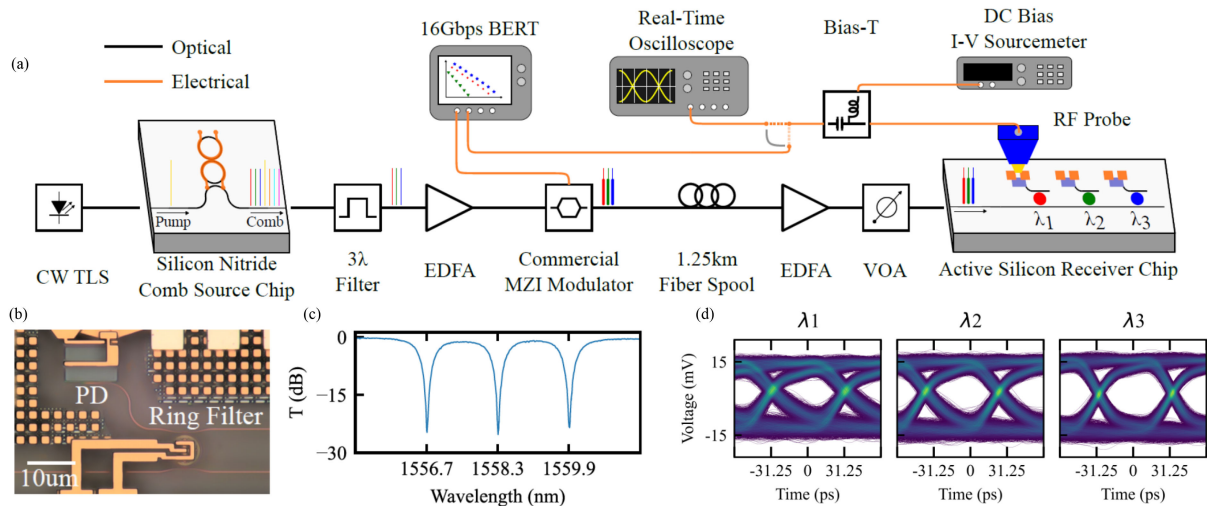 (a)
Optical
Electrical
16Gbps BERT
Real-Time
Oscilloscope
Bias-T
DC Bias
I-V Sourcemeter
RF Probe
Pump
Comb
λ1
λ2
λ3
CW TLS
Silicon Nitride
Comb Source Chip
3λ
Filter
EDFA
Commercial
MZI Modulator
1.25km
Fiber Spool
EDFA
VOA
Active Silicon Receiver Chip
(b)
PD
Ring Filter
10um
(c)
T (dB)
0
−15
−30
1556.7 1558.3 1559.9
Wavelength (nm)
(d)
λ1 λ2 λ3
Voltage (mV)
15
-15
-31.25 0 31.25 -31.25 0 31.25 -31.25 0 31.25
Time (ps) Time (ps) Time (ps)